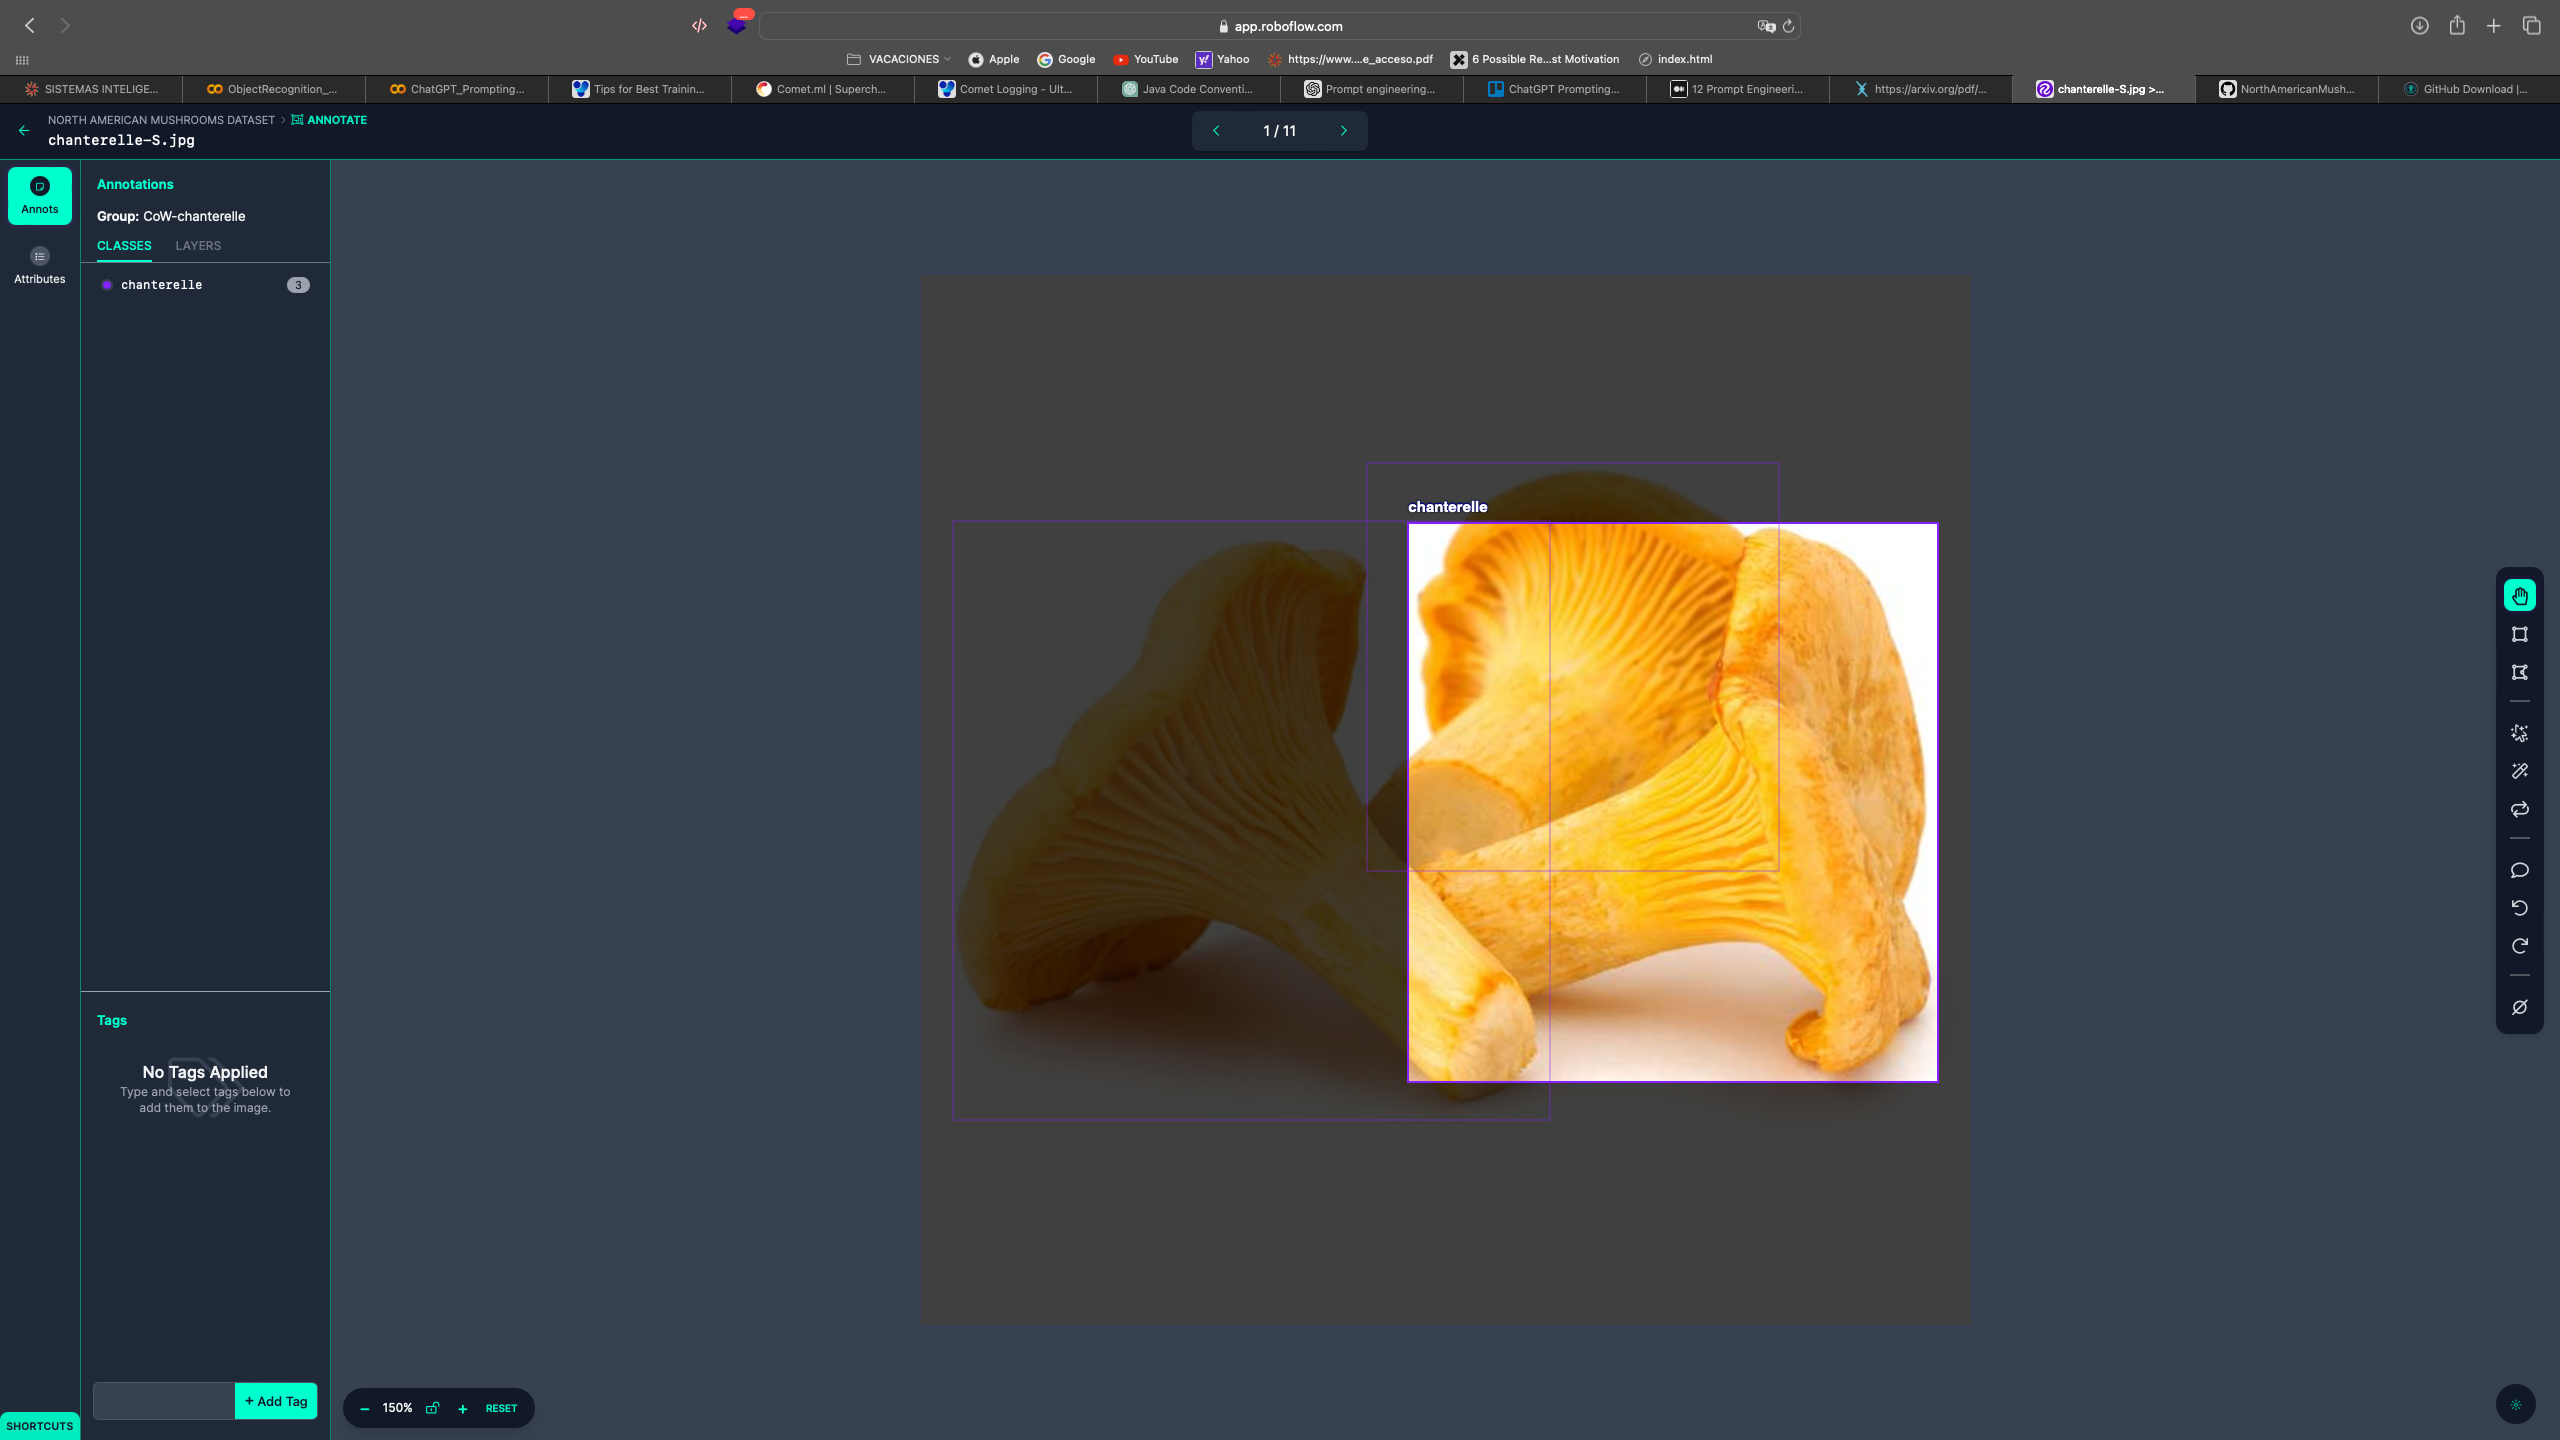 app.roboflow.com
VACACIONES
Apple
Google
YouTube
Yahoo
https://www....e_acceso.pdf
6 Possible Re...st Motivation
index.html
SISTEMAS INTELIGE...
ObjectRecognition_...
ChatGPT_Prompting...
Tips for Best Trainin...
Comet.ml | Superch...
Comet Logging - Ult...
Java Code Conventi...
Prompt engineering...
ChatGPT Prompting...
12 Prompt Engineeri...
https://arxiv.org/pdf/...
chanterelle-S.jpg >...
NorthAmericanMush...
GitHub Download |...
NORTH AMERICAN MUSHROOMS DATASET > ANNOTATE
chanterelle-S.jpg
1 / 11
Annots
Attributes
Annotations
Group: CoW-chanterelle
CLASSES
LAYERS
chanterelle
3
chanterelle
Tags
No Tags Applied
Type and select tags below to
add them to the image.
+ Add Tag
SHORTCUTS
150%
RESET